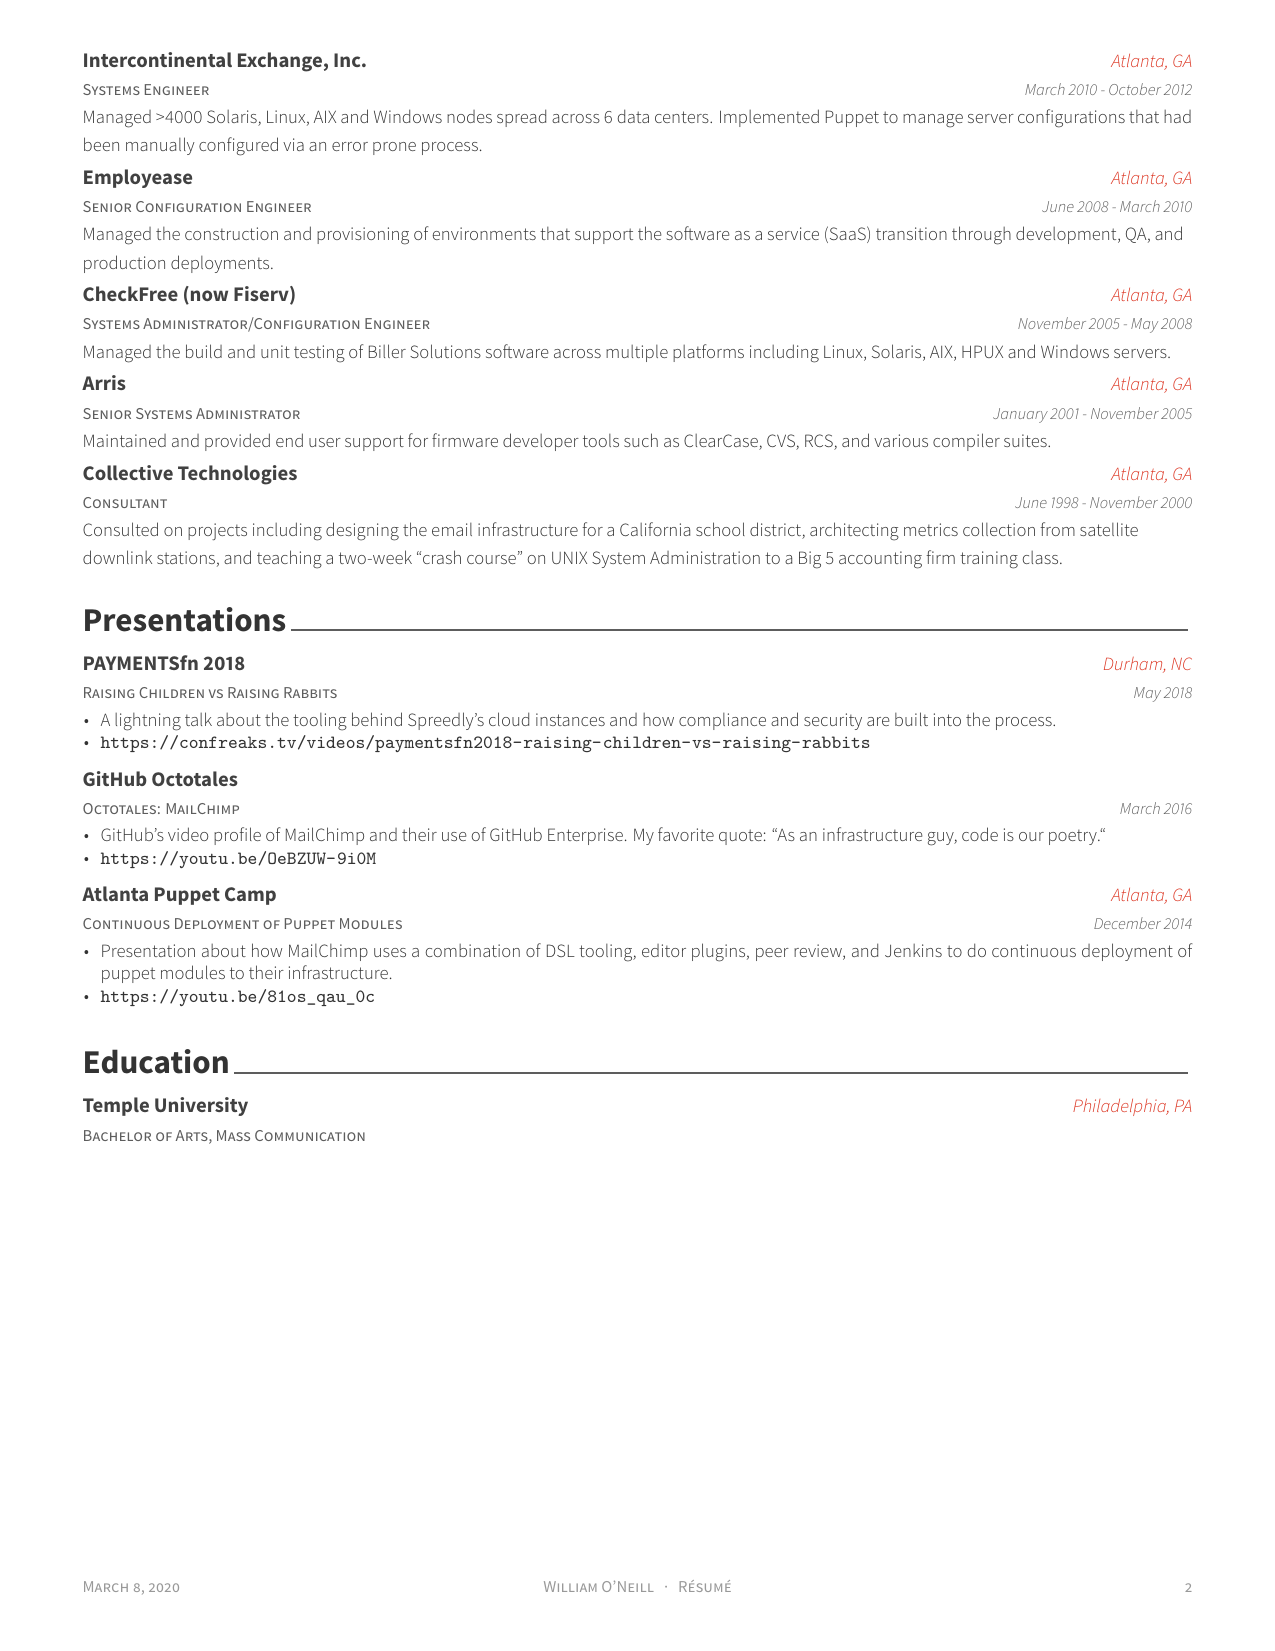 Intercontinental Exchange, Inc. Atlanta, GA
Systems Engineer March 2010 - October 2012
Managed >4000 Solaris, Linux, AIX and Windows nodes spread across 6 data centers. Implemented Puppet to manage server configurations that had
been manually configured via an error prone process.
Employease Atlanta, GA
Senior Configuration Engineer June 2008 - March 2010
Managed the construction and provisioning of environments that support the software as a service (SaaS) transition through development, QA, and
production deployments.
CheckFree (now Fiserv) Atlanta, GA
Systems Administrator/Configuration Engineer November 2005 - May 2008
Managed the build and unit testing of Biller Solutions software across multiple platforms including Linux, Solaris, AIX, HPUX and Windows servers.
Arris Atlanta, GA
Senior Systems Administrator January 2001 - November 2005
Maintained and provided end user support for firmware developer tools such as ClearCase, CVS, RCS, and various compiler suites.
Collective Technologies Atlanta, GA
Consultant June 1998 - November 2000
Consulted on projects including designing the email infrastructure for a California school district, architecting metrics collection from satellite
downlink stations, and teaching a two-week “crash course” on UNIX System Administration to a Big 5 accounting firm training class.
Presentations
PAYMENTSfn 2018 Durham, NC
Raising Children vs Raising Rabbits May 2018
• A lightning talk about the tooling behind Spreedly’s cloud instances and how compliance and security are built into the process.
• https://confreaks.tv/videos/paymentsfn2018-raising-children-vs-raising-rabbits
GitHub Octotales
Octotales: MailChimp March 2016
• GitHub’s video profile of MailChimp and their use of GitHub Enterprise. My favorite quote: “As an infrastructure guy, code is our poetry.“
• https://youtu.be/OeBZUW-9i0M
Atlanta Puppet Camp Atlanta, GA
Continuous Deployment of Puppet Modules December 2014
• Presentation about how MailChimp uses a combination of DSL tooling, editor plugins, peer review, and Jenkins to do continuous deployment of
puppet modules to their infrastructure.
• https://youtu.be/81os_qau_0c
Education
Temple University Philadelphia, PA
Bachelor of Arts, Mass Communication
March 8, 2020 William O’Neill · Résumé 2